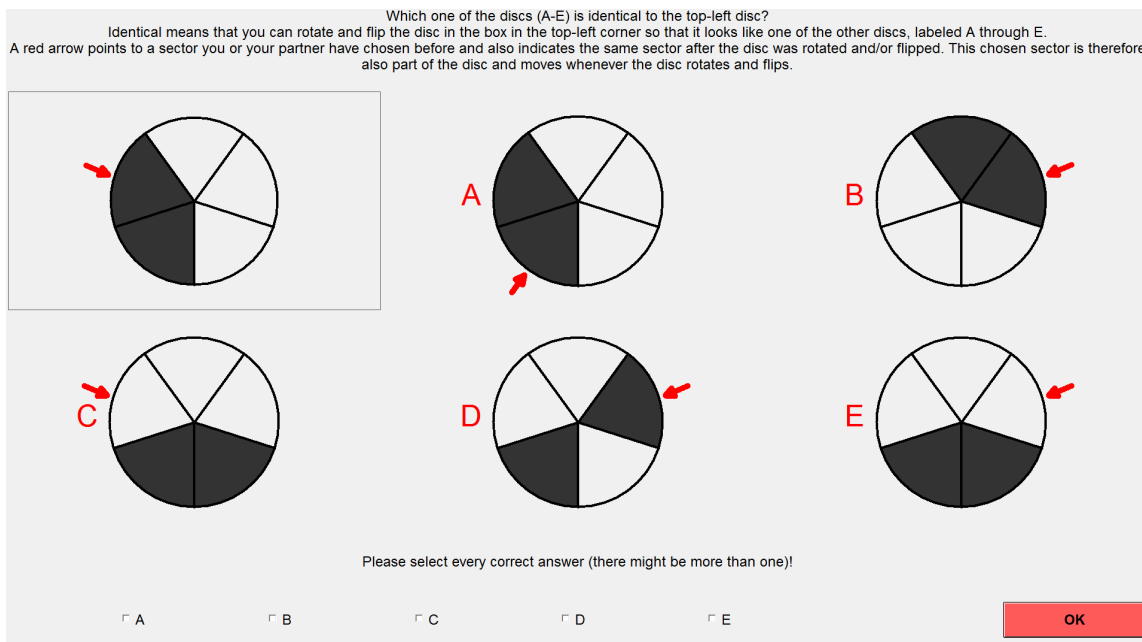 Which one of the discs (A-E) is identical to the top-left disc?
Identical means that you can rotate and flip the disc in the box in the top-left corner so that it looks like one of the other discs, labeled A through E.
A red arrow points to a sector you or your partner have chosen before and also indicates the same sector after the disc was rotated and/or flipped. This chosen sector is therefore
also part of the disc and moves whenever the disc rotates and flips.
A
B
C
D
E
Please select every correct answer (there might be more than one)!
A
B
C
D
E
OK